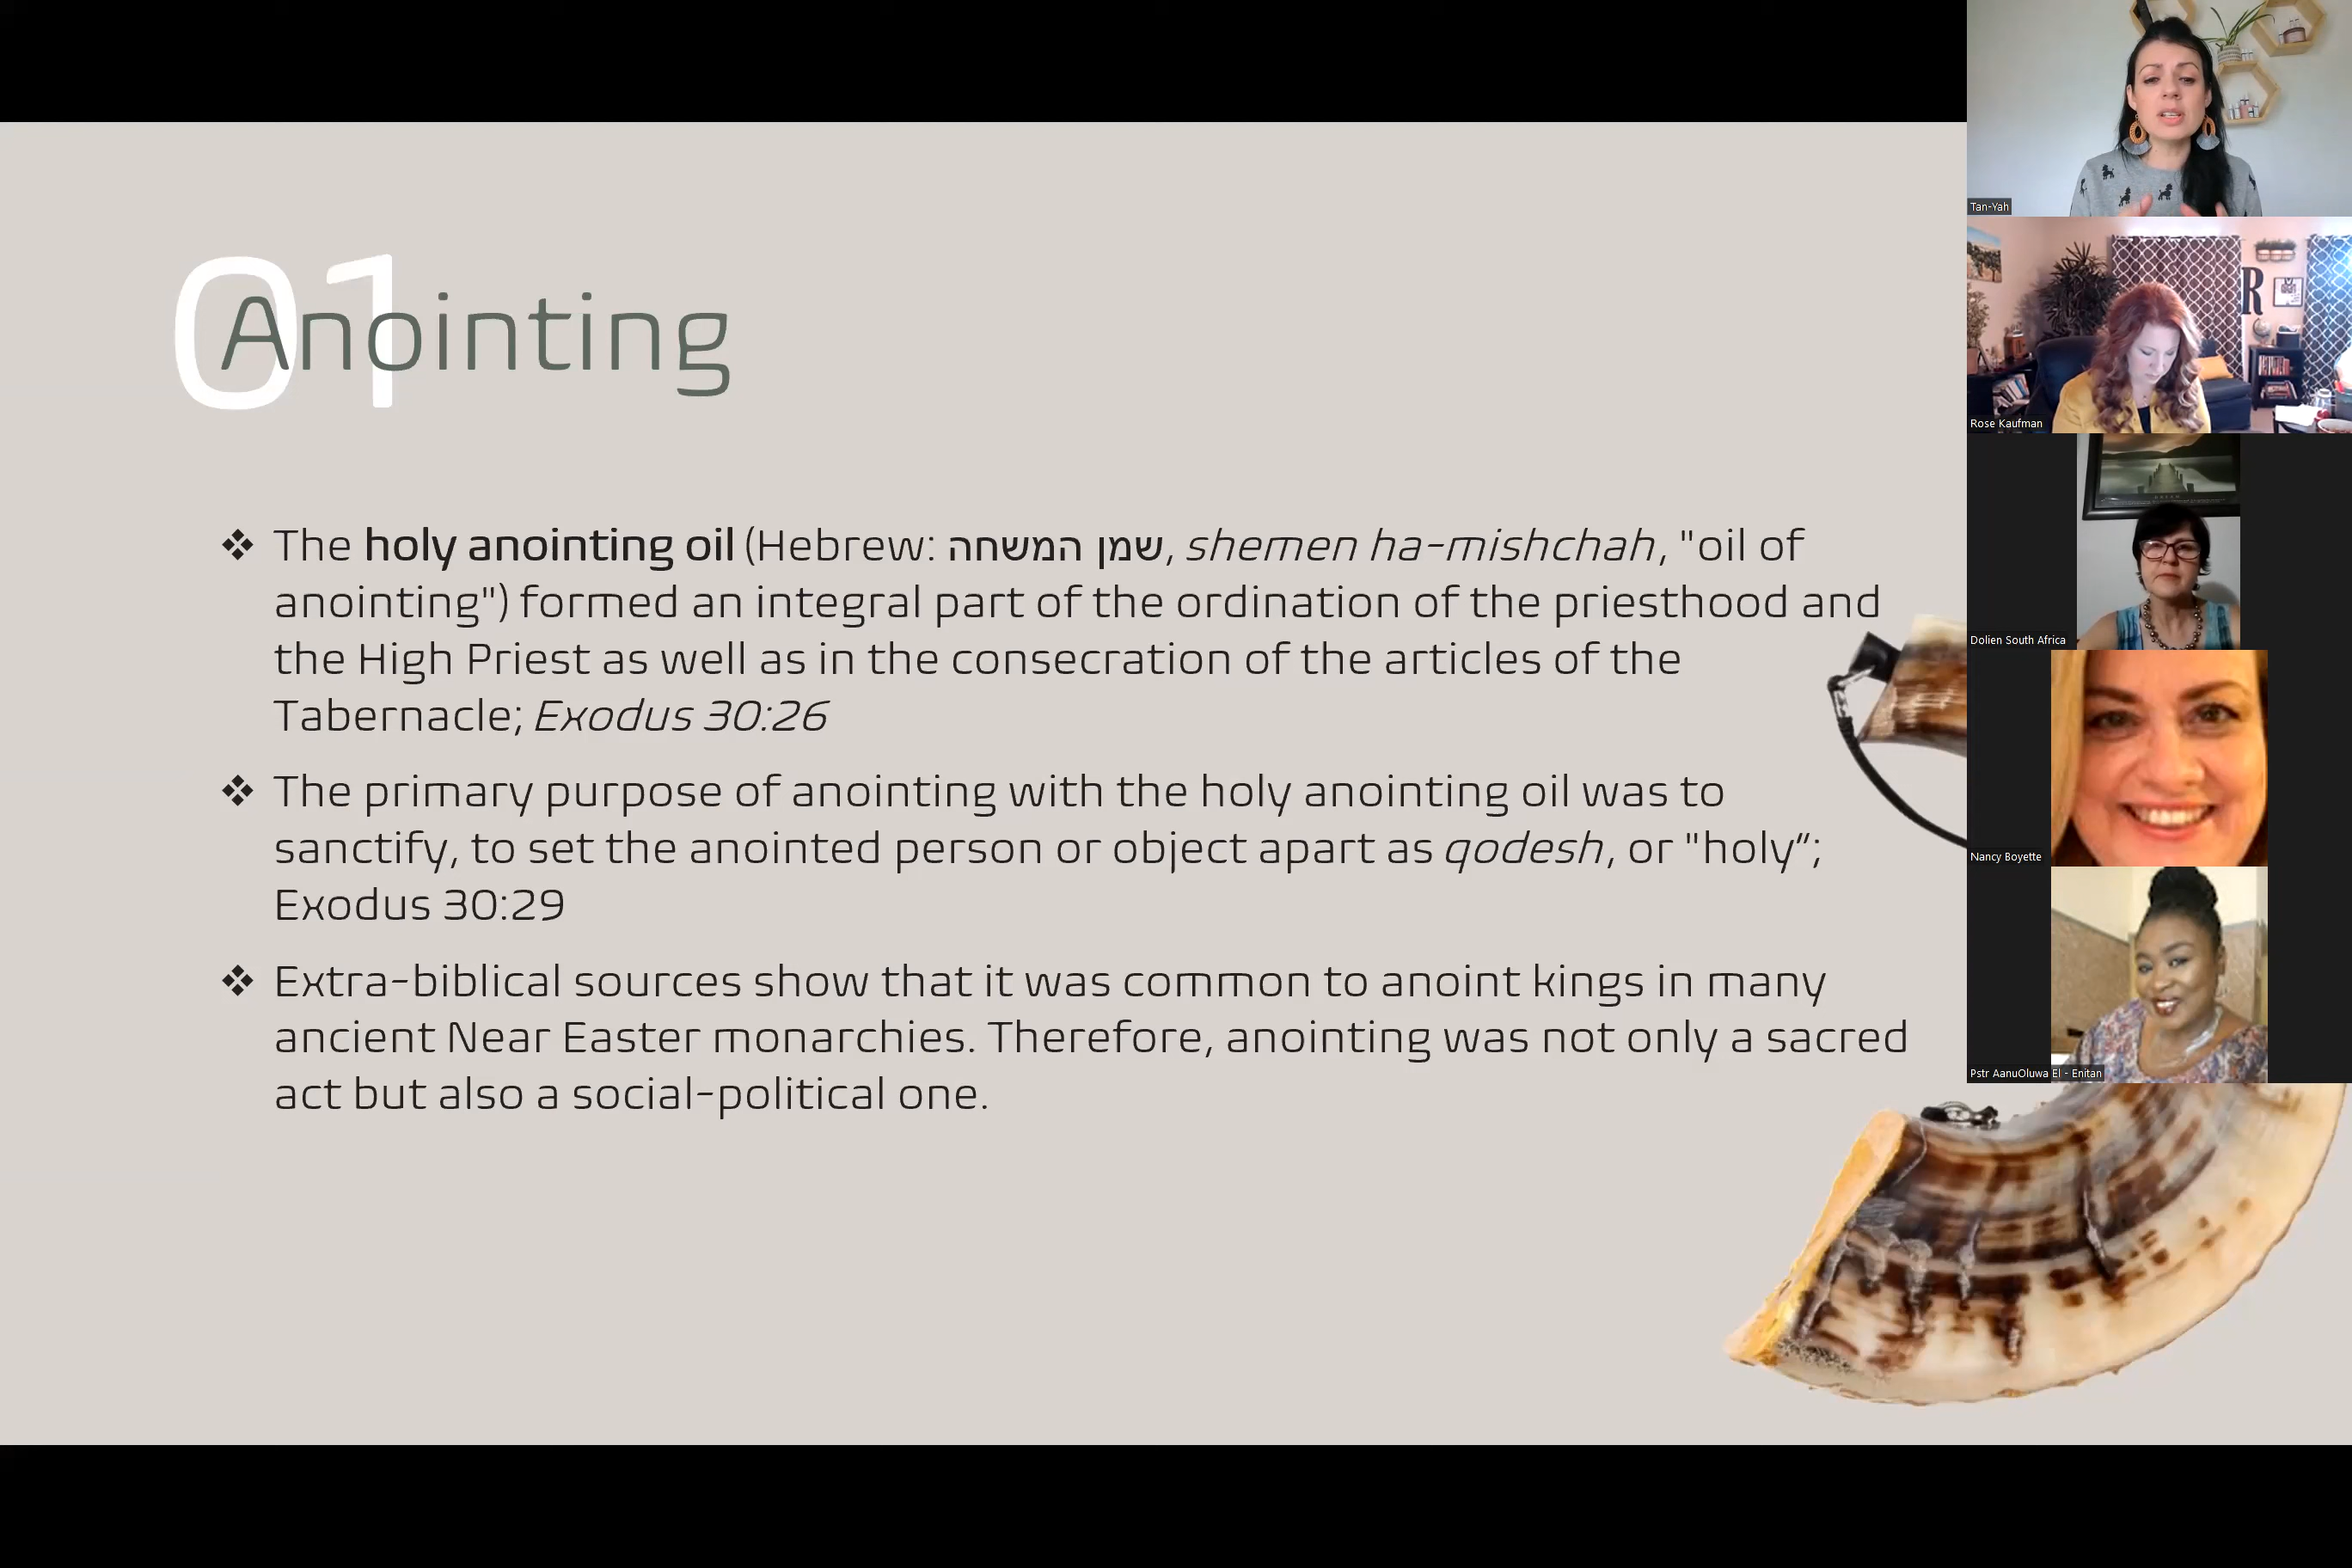 01
Anointing
❖ The holy anointing oil (Hebrew: שמן המשחה, shemen ha-mishchah, "oil of
anointing") formed an integral part of the ordination of the priesthood and
the High Priest as well as in the consecration of the articles of the
Tabernacle; Exodus 30:26
❖ The primary purpose of anointing with the holy anointing oil was to
sanctify, to set the anointed person or object apart as qodesh, or "holy”;
Exodus 30:29
❖ Extra-biblical sources show that it was common to anoint kings in many
ancient Near Easter monarchies. Therefore, anointing was not only a sacred
act but also a social-political one.
Tan-Yah
R
Rose Kaufman
Dolien South Africa
Nancy Boyette
Pstr AanuOluwa El - Enitan